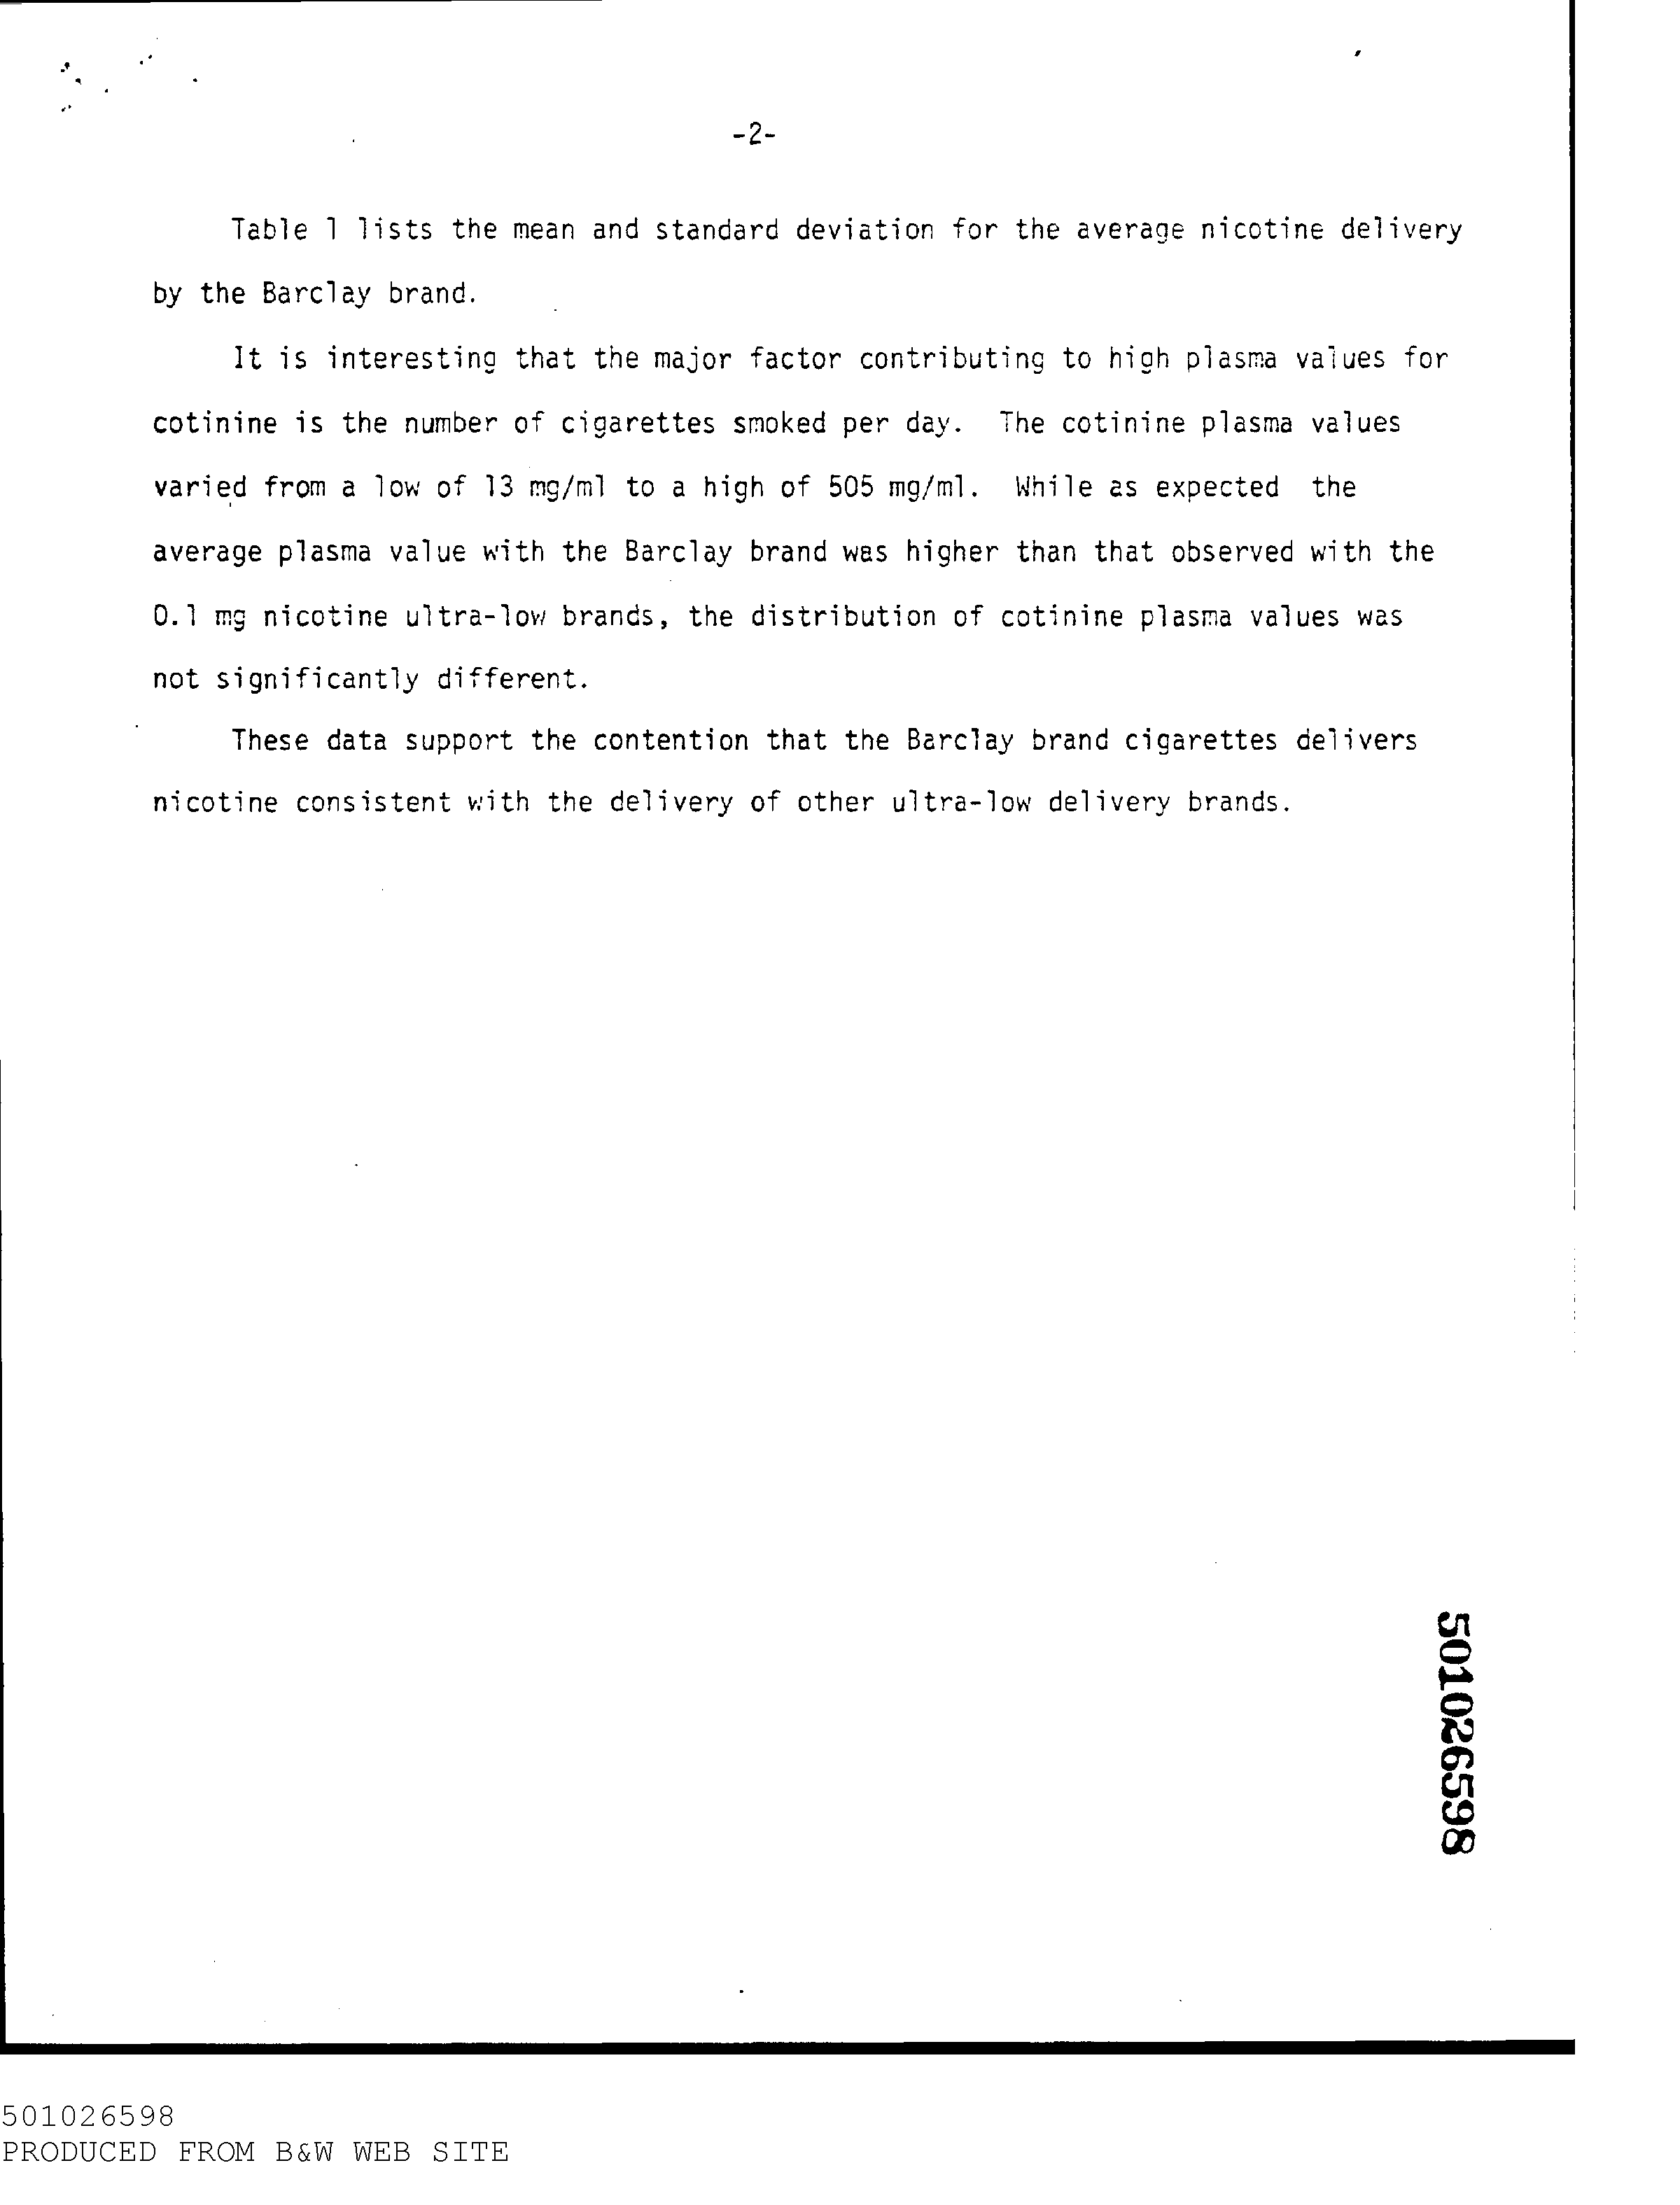 -2-
Table 1 lists the mean and standard deviation for the average nicotine delivery
by the Barclay brand.
It is interesting that the major factor contributing to high plasma values for
cotinine is the number of cigarettes smoked per day. The cotinine plasma values
varied from a low of 13 mg/ml to a high of 505 mg/ml. While as expected the
average plasma value with the Barclay brand was higher than that observed with the
0.1 mg nicotine ultra-low brands, the distribution of cotinine plasma values was
not significantly different.
These data support the contention that the Barclay brand cigarettes delivers
nicotine consistent with the delivery of other ultra-low delivery brands.
501026598
501026598
PRODUCED FROM B&W WEB SITE